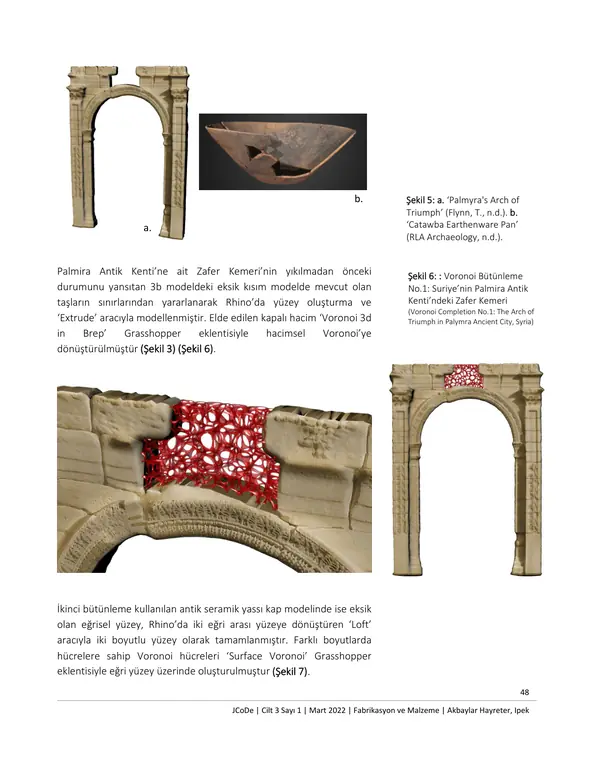 a.
b.
Şekil 5: a. ‘Palmyra's Arch of
Triumph’ (Flynn, T., n.d.). b.
‘Catawba Earthenware Pan’
(RLA Archaeology, n.d.).
Palmira Antik Kenti’ne ait Zafer Kemeri’nin yıkılmadan önceki
durumunu yansıtan 3b modeldeki eksik kısım modelde mevcut olan
taşların sınırlarından yararlanarak Rhino’da yüzey oluşturma ve
‘Extrude’ aracıyla modellenmiştir. Elde edilen kapalı hacim ‘Voronoi 3d
in Brep’ Grasshopper eklentisiyle hacimsel Voronoi’ye
dönüştürülmüştür (Şekil 3) (Şekil 6).
Şekil 6: : Voronoi Bütünleme
No.1: Suriye’nin Palmira Antik
Kenti’ndeki Zafer Kemeri
(Voronoi Completion No.1: The Arch of
Triumph in Palymra Ancient City, Syria)
İkinci bütünleme kullanılan antik seramik yassı kap modelinde ise eksik
olan eğrisel yüzey, Rhino’da iki eğri arası yüzeye dönüştüren ‘Loft’
aracıyla iki boyutlu yüzey olarak tamamlanmıştır. Farklı boyutlarda
hücrelere sahip Voronoi hücreleri ‘Surface Voronoi’ Grasshopper
eklentisiyle eğri yüzey üzerinde oluşturulmuştur (Şekil 7).
48
JCoDe | Cilt 3 Sayı 1 | Mart 2022 | Fabrikasyon ve Malzeme | Akbaylar Hayreter, Ipek